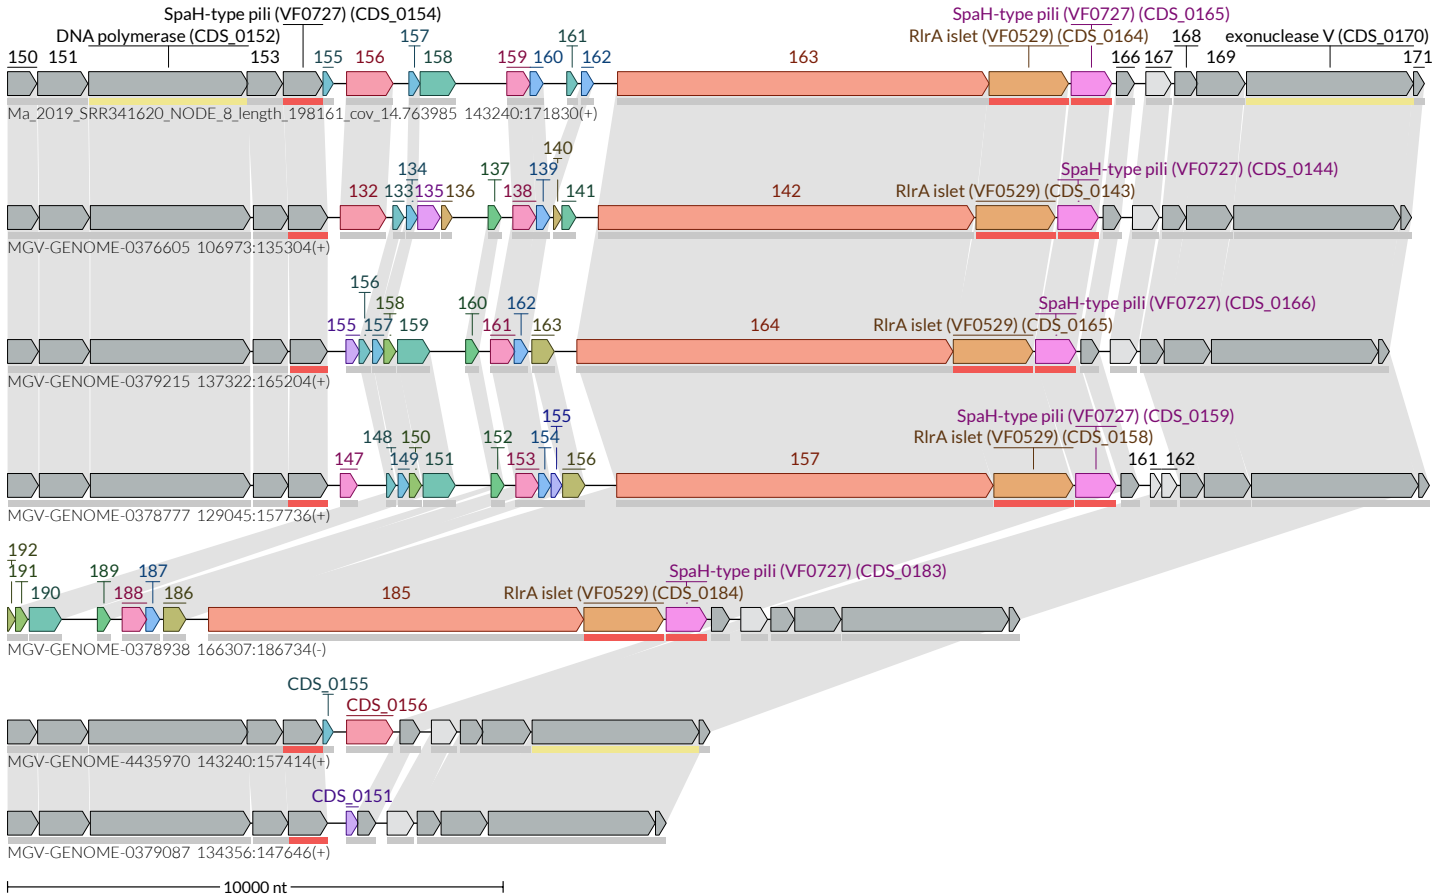 SpaH-type pili (VF0727) (CDS_0154) SpaH-type pili (VF0727) (CDS_0165)
DNA polymerase (CDS_0152) 157 161 RlrA islet (VF0529) (CDS_0164) 168 exonuclease V (CDS_0170)
150 151 153 155 156 158 159 160 162 163 166 167 169 171
Ma_2019_SRR341620_NODE_8_length_198161_cov_14.763985 143240:171830(+)
140
134 137 139 SpaH-type pili (VF0727) (CDS_0144)
132 133 135 136 138 141 142 RlrA islet (VF0529) (CDS_0143)
MGV-GENOME-0376605 106973:135304(+)
156
158 160 162 SpaH-type pili (VF0727) (CDS_0166)
155 157 159 161 163 164 RlrA islet (VF0529) (CDS_0165)
MGV-GENOME-0379215 137322:165204(+)
155 SpaH-type pili (VF0727) (CDS_0159)
148 150 152 154 RlrA islet (VF0529) (CDS_0158)
147 149 151 153 156 157 161 162
MGV-GENOME-0378777 129045:157736(+)
192
191 189 187 SpaH-type pili (VF0727) (CDS_0183)
190 188 186 185 RlrA islet (VF0529) (CDS_0184)
MGV-GENOME-0378938 166307:186734(-)
CDS_0155
CDS_0156
MGV-GENOME-4435970 143240:157414(+)
CDS_0151
MGV-GENOME-0379087 134356:147646(+)
10000 nt